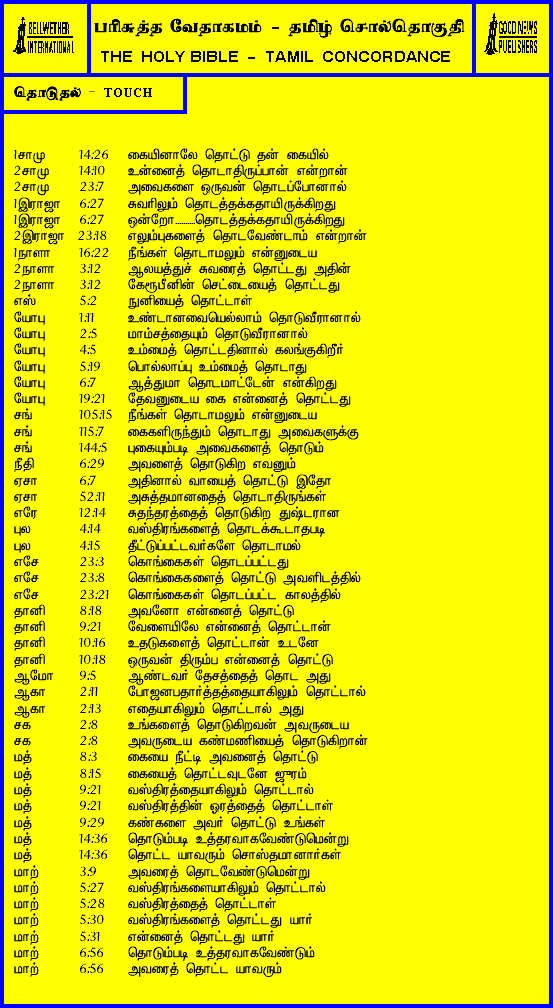 BELLWETHER
INTERNATIONAL
பரிசுத்த வேதாகமம் - தமிழ் சொல்தொகுதி
THE HOLY BIBLE - TAMIL CONCORDANCE
GOOD NEWS
PUBLISHERS
தொடுதல் - TOUCH
1சாமு 14:26 கையினாலே தொட்டு தன் கையில்
2சாமு 14:10 உன்னைத் தொடாதிருப்பான் என்றான்
2சாமு 23:7 அவைகளை ஒருவன் தொடப்போனால்
1இராஜா 6:27 சுவரிலும் தொடத்தக்கதாயிருக்கிறது
1இராஜா 6:27 ஒன்றோ..........தொடத்தக்கதாயிருக்கிறது
2இராஜா 23:18 எலும்புகளைத் தொடவேண்டாம் என்றான்
1நாளா 16:22 நீங்கள் தொடாமலும் என்னுடைய
2நாளா 3:12 ஆலயத்துச் சுவரைத் தொட்டது அதின்
2நாளா 3:12 கேரூபீனின் செட்டையைத் தொட்டது
எஸ் 5:2 நுனியைத் தொட்டாள்
யோபு 1:11 உண்டானவையெல்லாம் தொடுவீரானால்
யோபு 2:5 மாம்சத்தையும் தொடுவீரானால்
யோபு 4:5 உம்மைத் தொட்டதினால் கலங்குகிறீர்
யோபு 5:19 பொல்லாப்பு உம்மைத் தொடாது
யோபு 6:7 ஆத்துமா தொடமாட்டேன் என்கிறது
யோபு 19:21 தேவனுடைய கை என்னைத் தொட்டது
சங் 105:15 நீங்கள் தொடாமலும் என்னுடைய
சங் 115:7 கைகளிருந்தும் தொடாது அவைகளுக்கு
சங் 144:5 புகையும்படி அவைகளைத் தொடும்
நீதி 6:29 அவளைத் தொடுகிற எவனும்
ஏசா 6:7 அதினால் வாயைத் தொட்டு இதோ
ஏசா 52:11 அசுத்தமானதைத் தொடாதிருங்கள்
எரே 12:14 சுதந்தரத்தைத் தொடுகிற துஷ்டரான
புல 4:14 வஸ்திரங்களைத் தொடக்கூடாதபடி
புல 4:15 தீட்டுப்பட்டவர்களே தொடாமல்
எசே 23:3 கொங்கைகள் தொடப்பட்டது
எசே 23:8 கொங்கைகளைத் தொட்டு அவளிடத்தில்
எசே 23:21 கொங்கைகள் தொடப்பட்ட காலத்தில்
தானி 8:18 அவனோ என்னைத் தொட்டு
தானி 9:21 வேளையிலே என்னைத் தொட்டான்
தானி 10:16 உதடுகளைத் தொட்டான் உடனே
தானி 10:18 ஒருவன் திரும்ப என்னைத் தொட்டு
ஆமோ 9:5 ஆண்டவர் தேசத்தைத் தொட அது
ஆகா 2:11 போஜனபதார்த்தத்தையாகிலும் தொட்டால்
ஆகா 2:13 எதையாகிலும் தொட்டால் அது
சக 2:8 உங்களைத் தொடுகிறவன் அவருடைய
சக 2:8 அவருடைய கண்மணியைத் தொடுகிறான்
மத் 8:3 கையை நீட்டி அவனைத் தொட்டு
மத் 8:15 கையைத் தொட்டவுடனே ஜுரம்
மத் 9:21 வஸ்திரத்தையாகிலும் தொட்டால்
மத் 9:21 வஸ்திரத்தின் ஓரத்தைத் தொட்டாள்
மத் 9:29 கண்களை அவர் தொட்டு உங்கள்
மத் 14:36 தொடும்படி உத்தரவாகவேண்டுமென்று
மத் 14:36 தொட்ட யாவரும் சொஸ்தமானார்கள்
மாற் 3:9 அவரைத் தொடவேண்டுமென்று
மாற் 5:27 வஸ்திரங்களையாகிலும் தொட்டால்
மாற் 5:28 வஸ்திரத்தைத் தொட்டாள்
மாற் 5:30 வஸ்திரங்களைத் தொட்டது யார்
மாற் 5:31 என்னைத் தொட்டது யார்
மாற் 6:56 தொடும்படி உத்தரவாகவேண்டும்
மாற் 6:56 அவரைத் தொட்ட யாவரும்